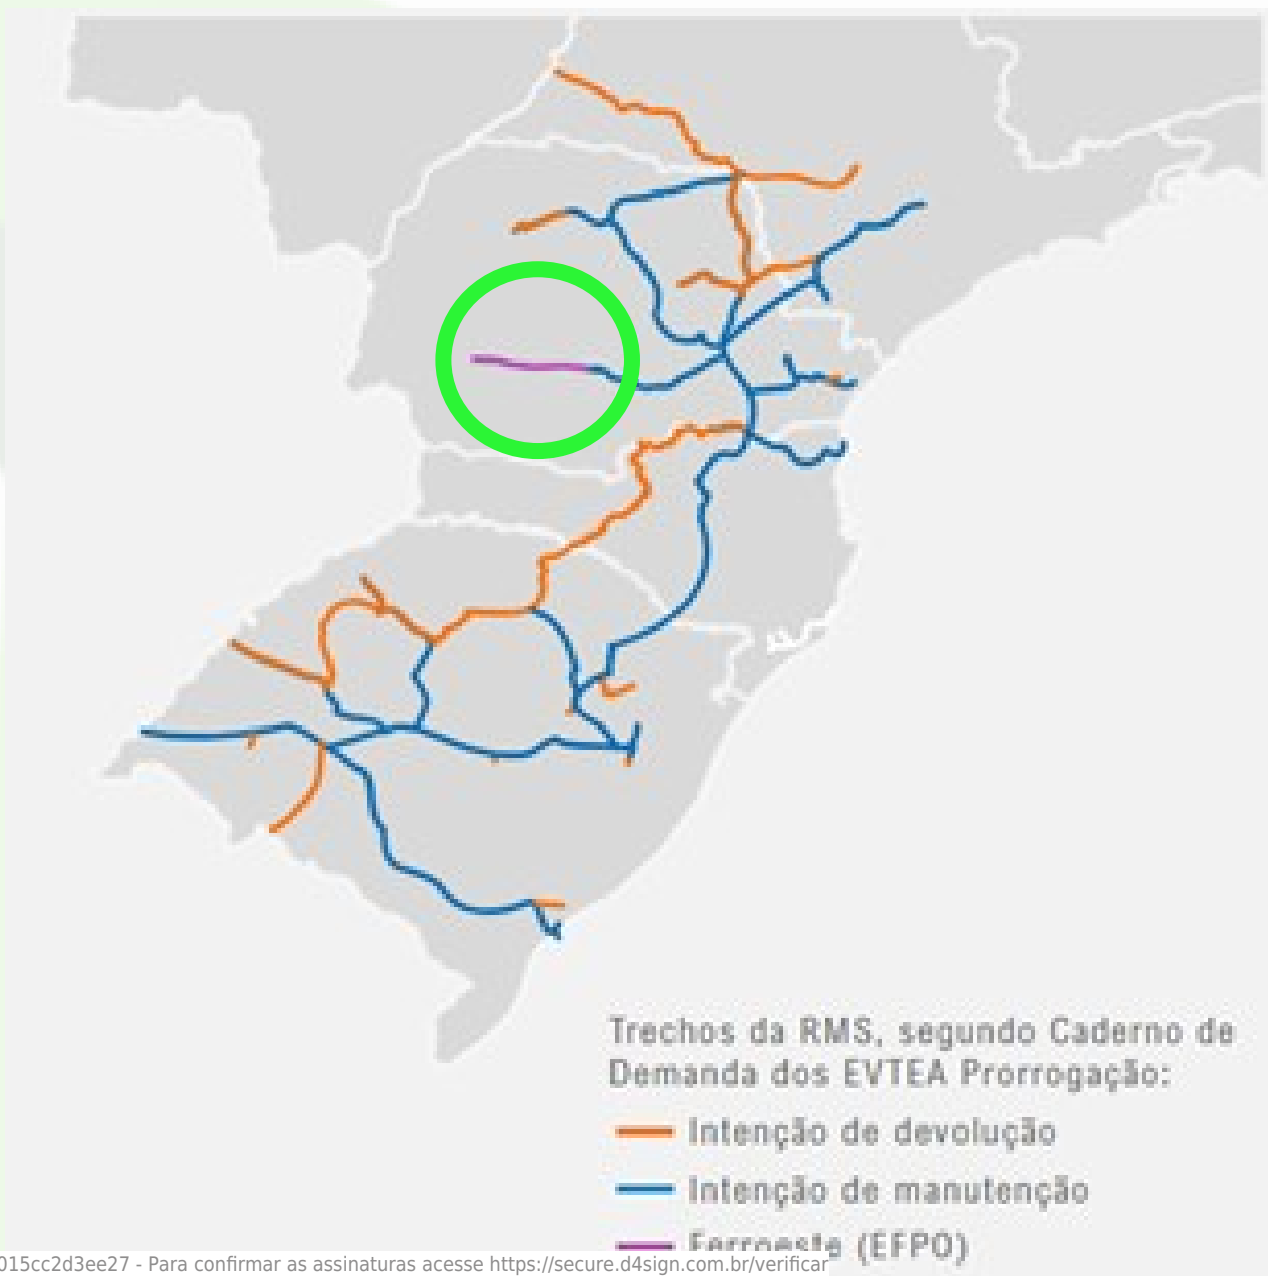 Trechos da RMS, segundo Caderno de
Demanda dos EVTEA Prorrogação:
Intenção de devolução
Intenção de manutenção
Ferroeste (EFPO)
015cc2d3ee27 - Para confirmar as assinaturas acesse https://secure.d4sign.com.br/verificar